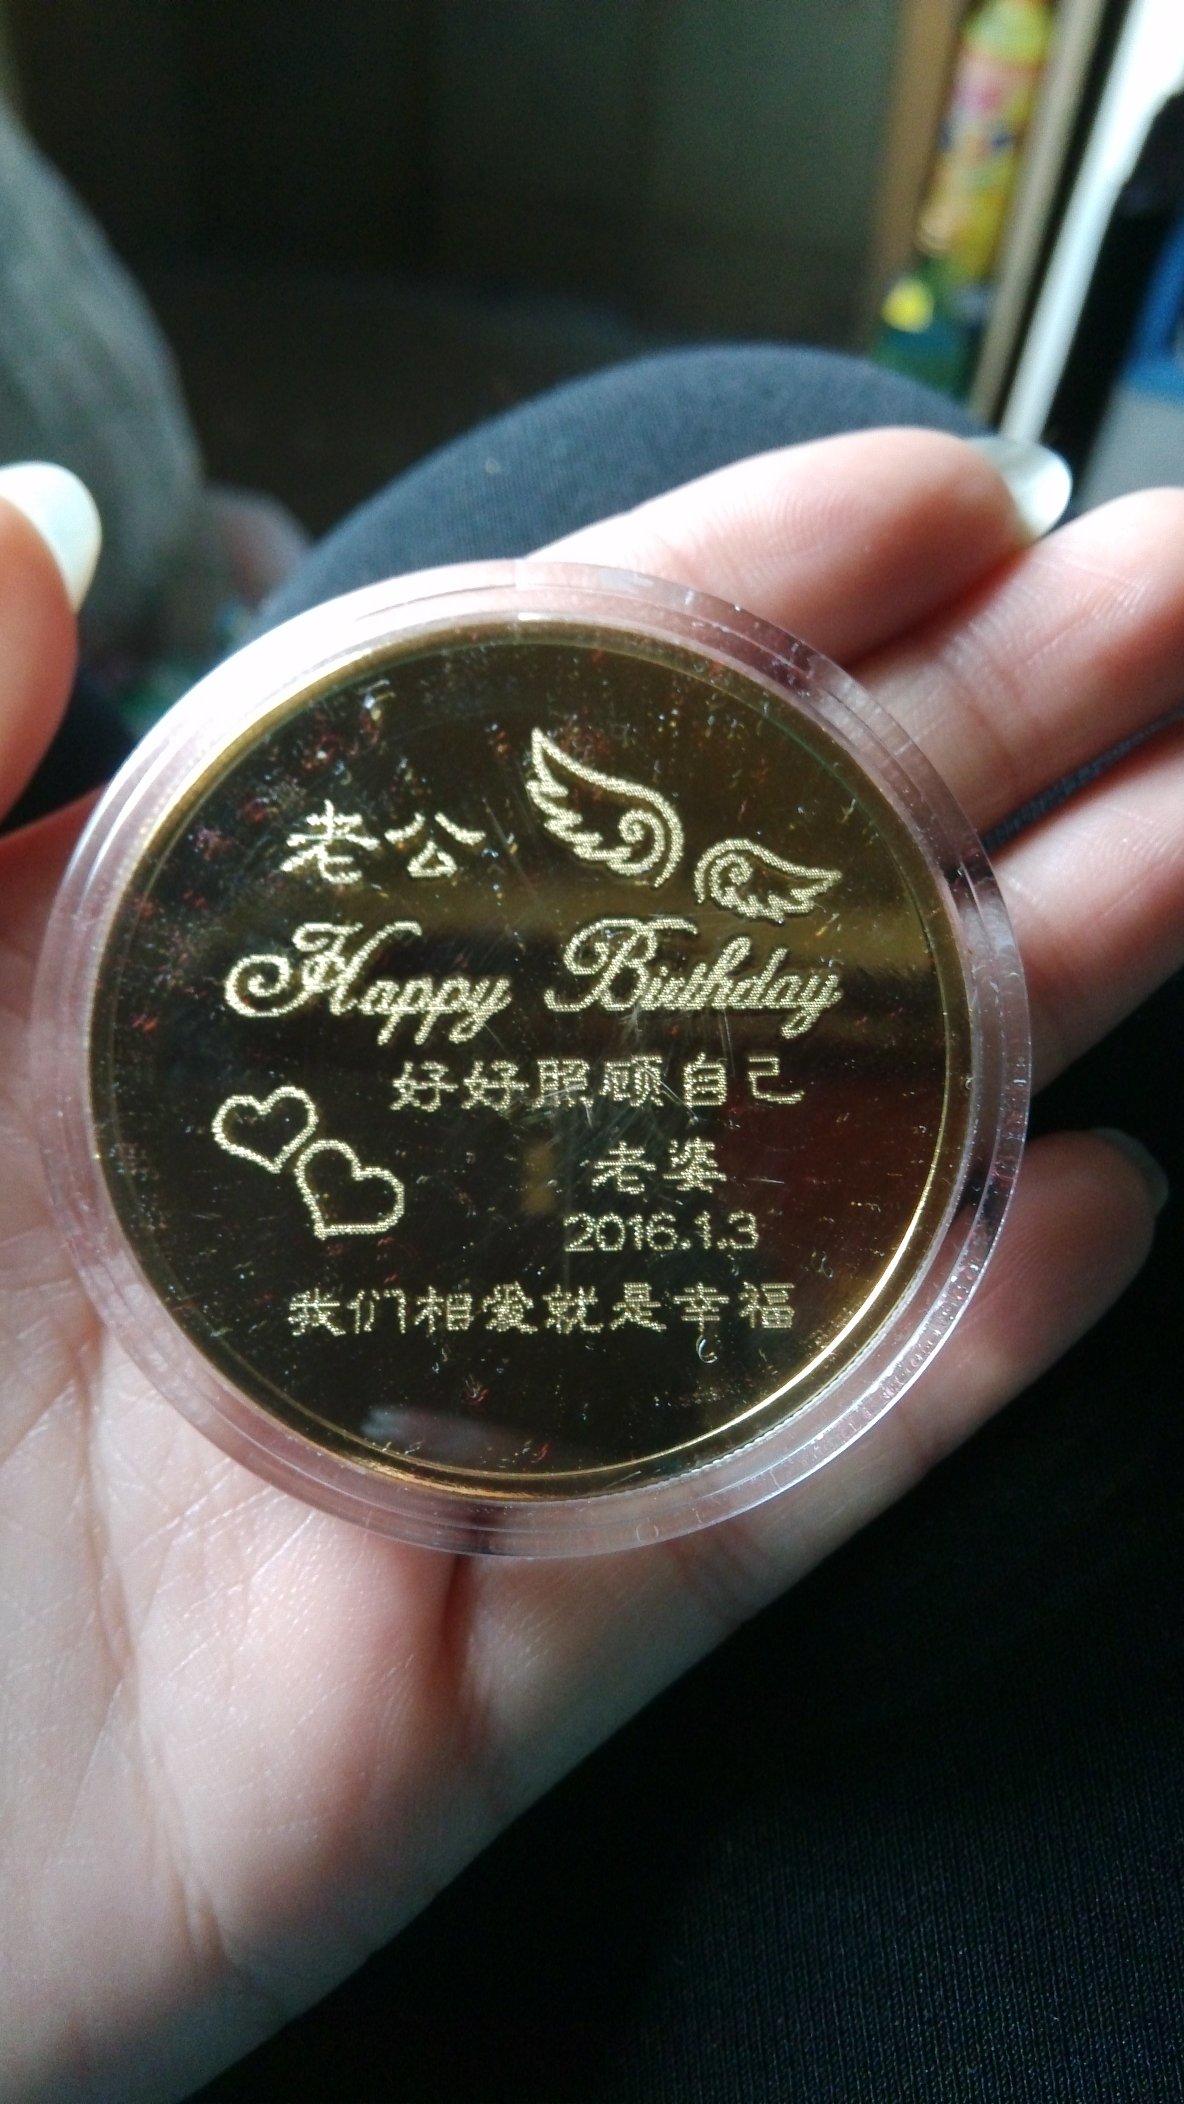 老公
Happy Birthday
好好照顾自己
老婆
2016.1.3
我们相爱就是幸福